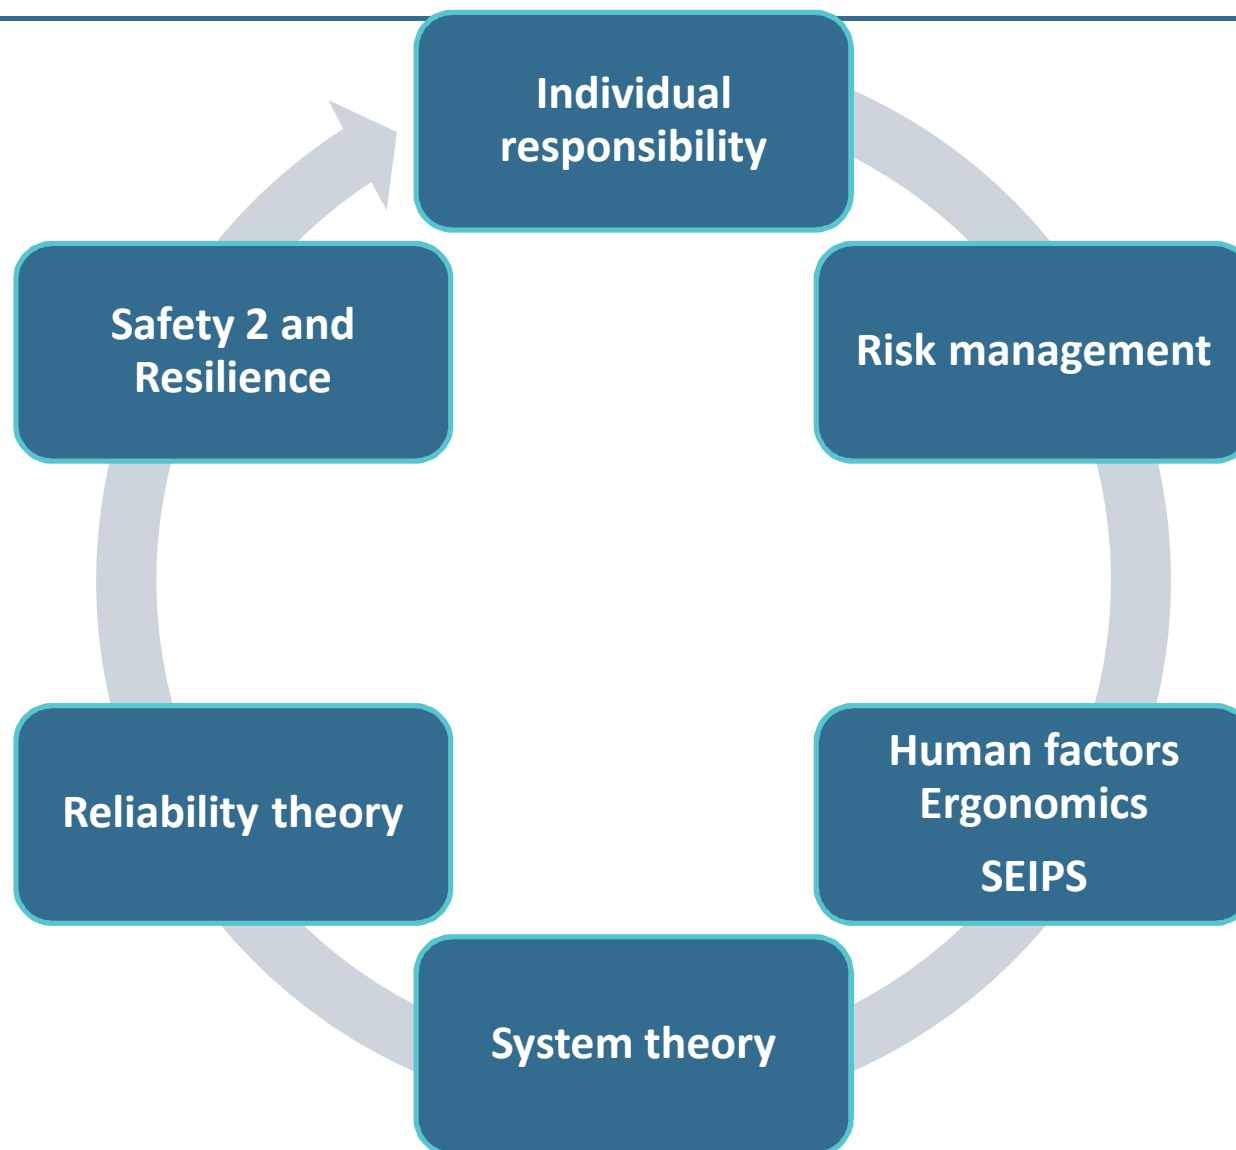 Individual
responsibility
Risk management
Human factors
Ergonomics
SEIPS
System theory
Reliability theory
Safety 2 and
Resilience